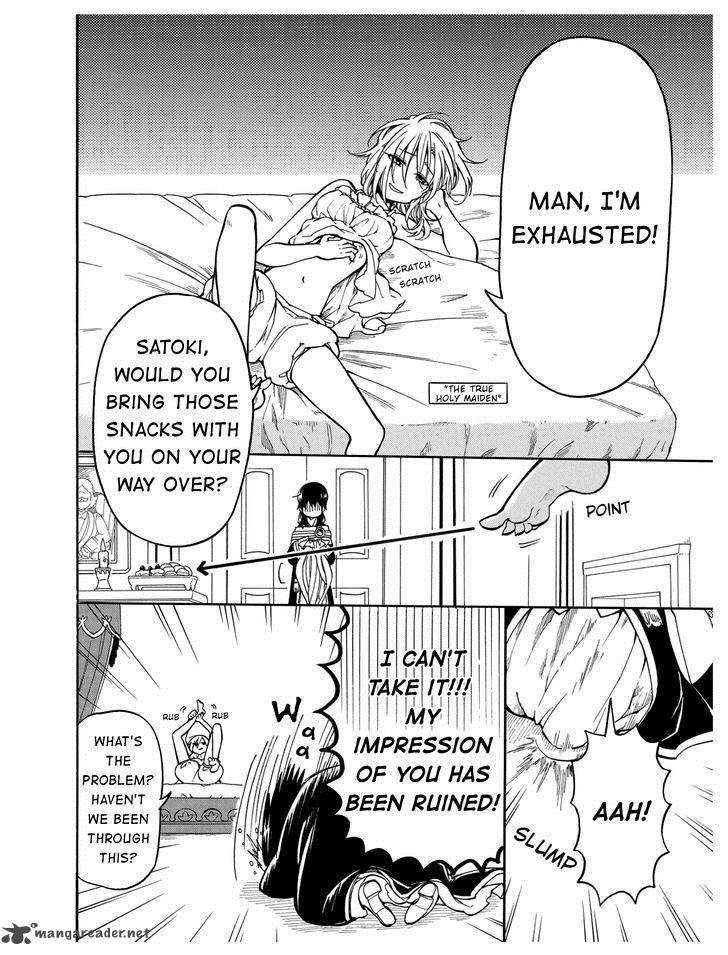 MAN, I'M
EXHAUSTED!
SCRATCH
SCRATCH
"THE TRUE
HOLY MAIDEN"
SATOKI,
WOULD YOU
BRING THOSE
SNACKS WITH
YOU ON YOUR
WAY OVER?
POINT
RUB
RUB
WHAT'S
THE
PROBLEM?
HAVEN'T
WE BEEN
THROUGH
THIS?
Waa
I CAN'T
TAKE IT!!!
MY
IMPRESSION
OF YOU HAS
BEEN RUINED!
AAH!
SLUMP
mangareader.net